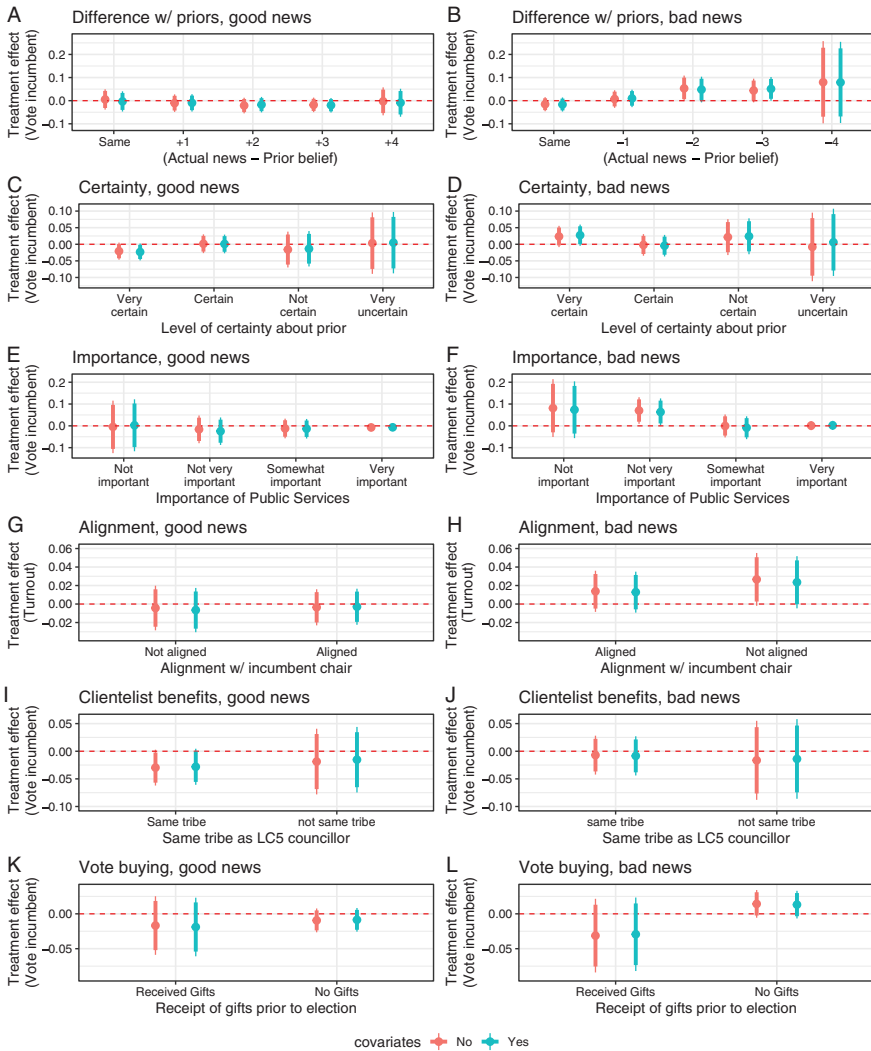 A Difference w/ priors, good news
Treatment effect
(Vote incumbent)
0.2
0.1
0.0
−0.1
Same +1 +2 +3 +4
(Actual news − Prior belief)
B Difference w/ priors, bad news
Treatment effect
(Vote incumbent)
0.2
0.1
0.0
−0.1
Same −1 −2 −3 −4
(Actual news − Prior belief)
C Certainty, good news
Treatment effect
(Vote incumbent)
0.10
0.05
0.00
−0.05
−0.10
Very Certain Not Very
certain certain uncertain
Level of certainty about prior
D Certainty, bad news
Treatment effect
(Vote incumbent)
0.10
0.05
0.00
−0.05
−0.10
Very Certain Not Very
certain certain uncertain
Level of certainty about prior
E Importance, good news
Treatment effect
(Vote incumbent)
0.2
0.1
0.0
−0.1
Not Not very Somewhat Very
important important important important
Importance of Public Services
F Importance, bad news
Treatment effect
(Vote incumbent)
0.2
0.1
0.0
−0.1
Not Not very Somewhat Very
important important important important
Importance of Public Services
G Alignment, good news
Treatment effect
(Turnout)
0.06
0.04
0.02
0.00
−0.02
Not aligned Aligned
Alignment w/ incumbent chair
H Alignment, bad news
Treatment effect
(Turnout)
0.06
0.04
0.02
0.00
−0.02
Aligned Not aligned
Alignment w/ incumbent chair
I Clientelist benefits, good news
Treatment effect
(Vote incumbent)
0.05
0.00
−0.05
−0.10
Same tribe not same tribe
Same tribe as LC5 councillor
J Clientelist benefits, bad news
Treatment effect
(Vote incumbent)
0.05
0.00
−0.05
−0.10
same tribe not same tribe
Same tribe as LC5 councillor
K Vote buying, good news
Treatment effect
(Vote incumbent)
0.00
−0.05
Received Gifts No Gifts
Receipt of gifts prior to election
L Vote buying, bad news
Treatment effect
(Vote incumbent)
0.00
−0.05
Received Gifts No Gifts
Receipt of gifts prior to election
covariates No Yes